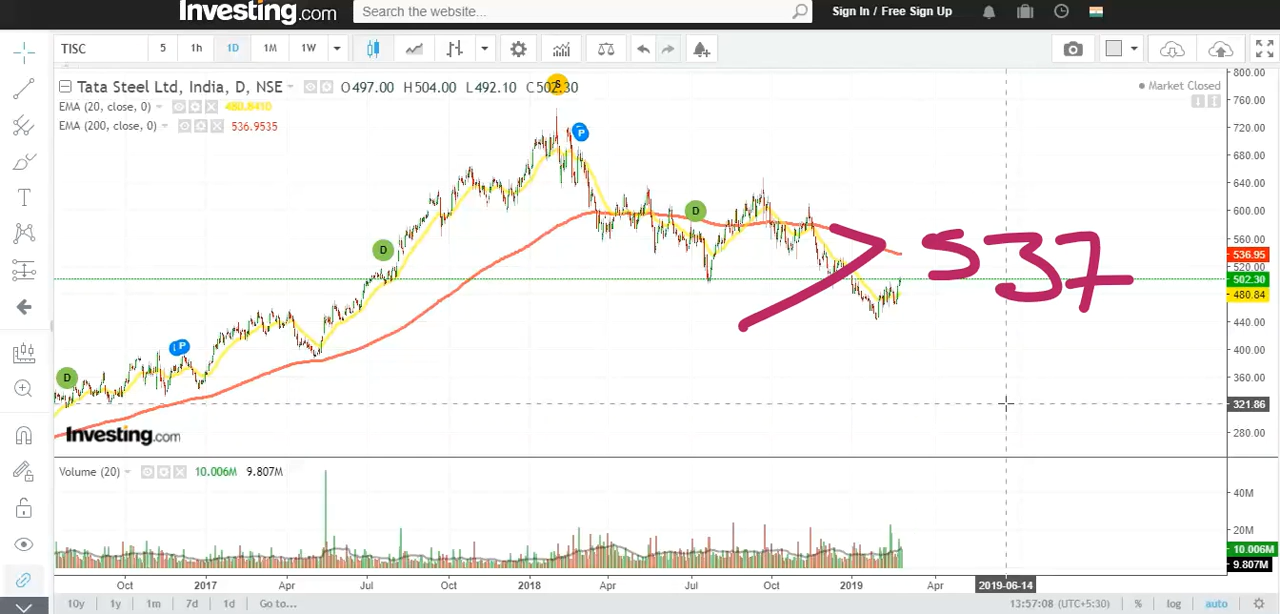 Investing.com Search the website... Sign In / Free Sign Up
TISC 5 1h 1D 1M 1W
Tata Steel Ltd, India, D, NSE O497.00 H504.00 L492.10 C502.30
Market Closed
EMA (20, close, 0) 480.8410
EMA (200, close, 0) 536.9535
S
P
D
D
P
D
537
800.00
760.00
720.00
680.00
640.00
600.00
560.00
536.95
520.00
502.30
480.84
440.00
400.00
360.00
321.86
280.00
Investing.com
Volume (20) 10.006M 9.807M
40M
20M
10.006M
9.807M
Oct 2017 Apr Jul Oct 2018 Apr Jul Oct 2019 Apr 2019-06-14
10y 1y 1m 7d 1d Go to... 13:57:08 (UTC+5:30) % log auto